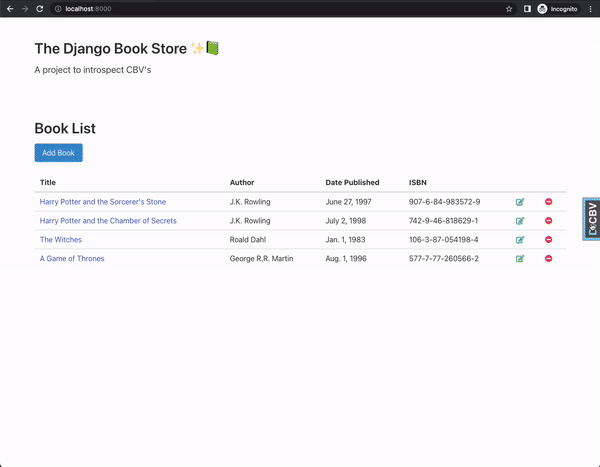 localhost:8000
Incognito
The Django Book Store ✨📗
A project to introspect CBV's
Book List
Add Book
Title Author Date Published ISBN
Harry Potter and the Sorcerer's Stone J.K. Rowling June 27, 1997 907-6-84-983572-9
Harry Potter and the Chamber of Secrets J.K. Rowling July 2, 1998 742-9-46-818629-1
The Witches Roald Dahl Jan. 1, 1983 106-3-87-054198-4
A Game of Thrones George R.R. Martin Aug. 1, 1996 577-7-77-260566-2
CBV